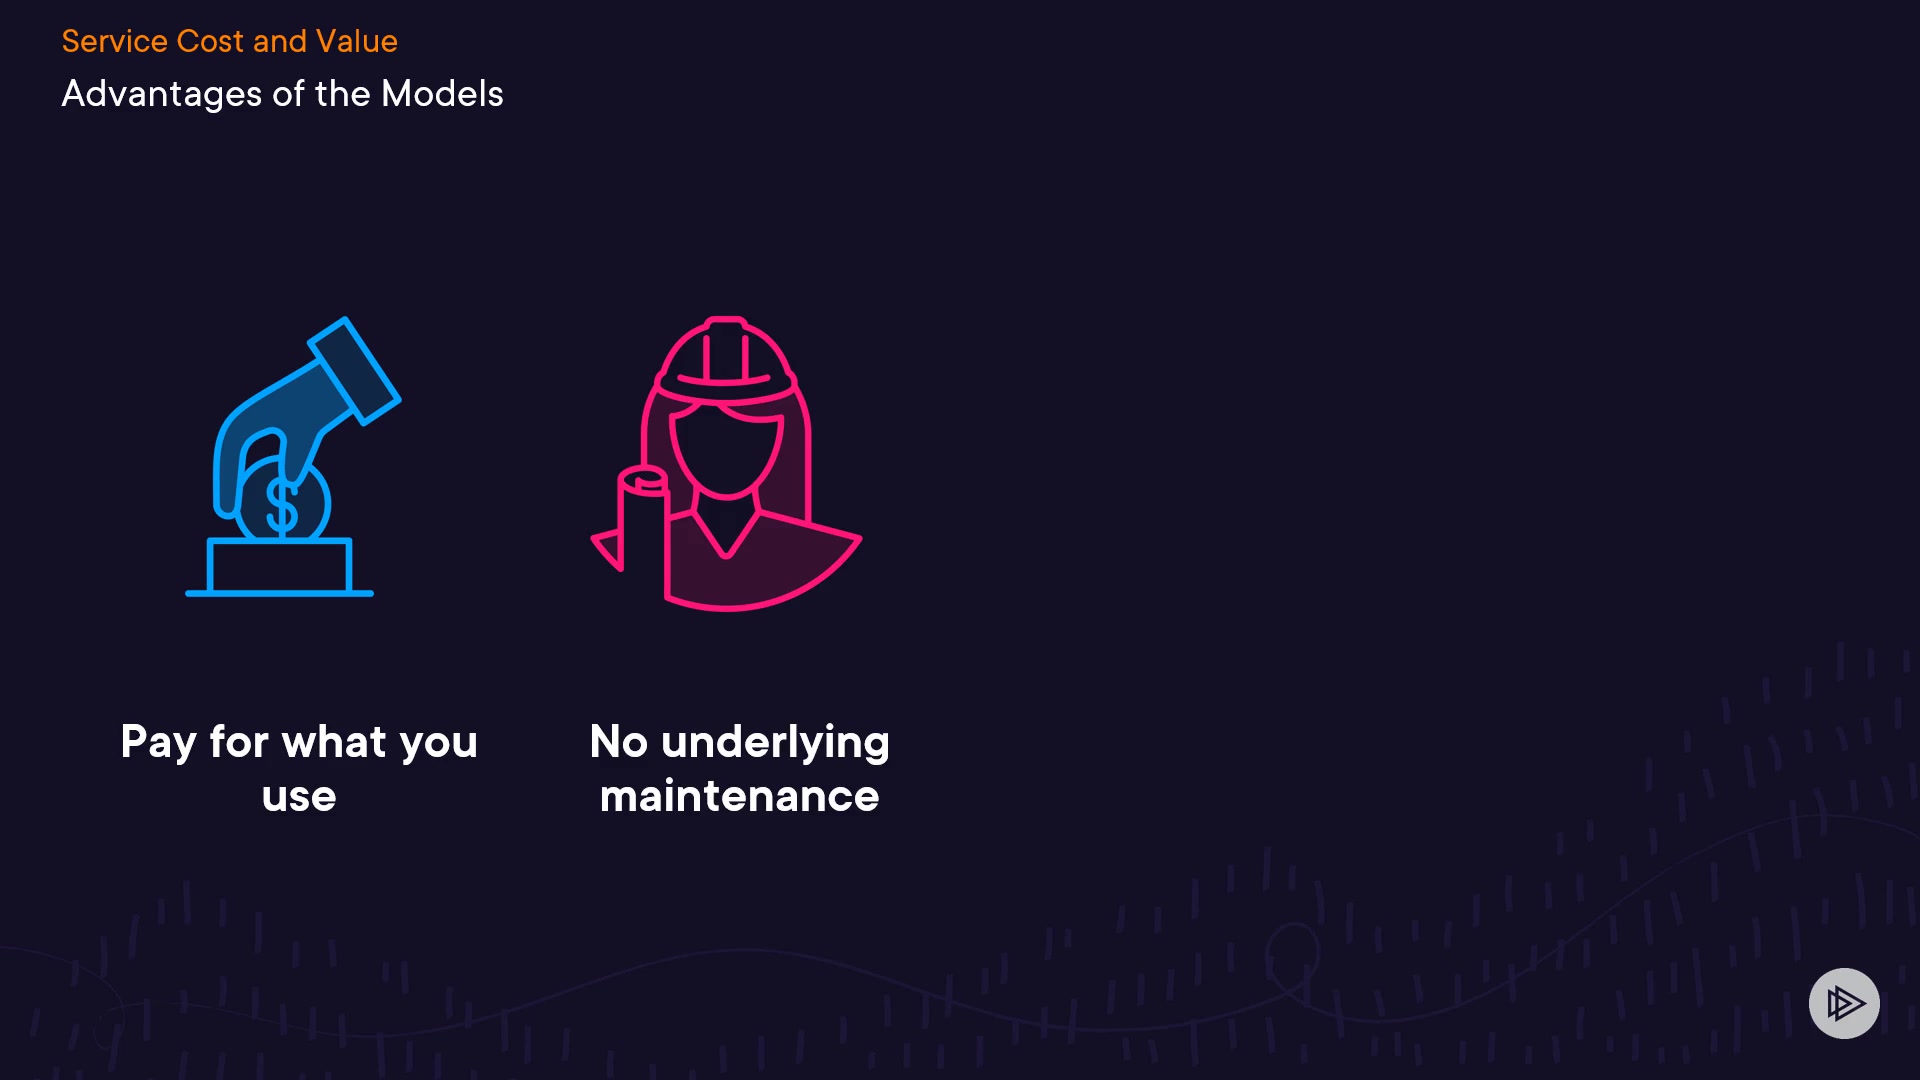 Service Cost and Value
Advantages of the Models
$
Pay for what you
use
No underlying
maintenance